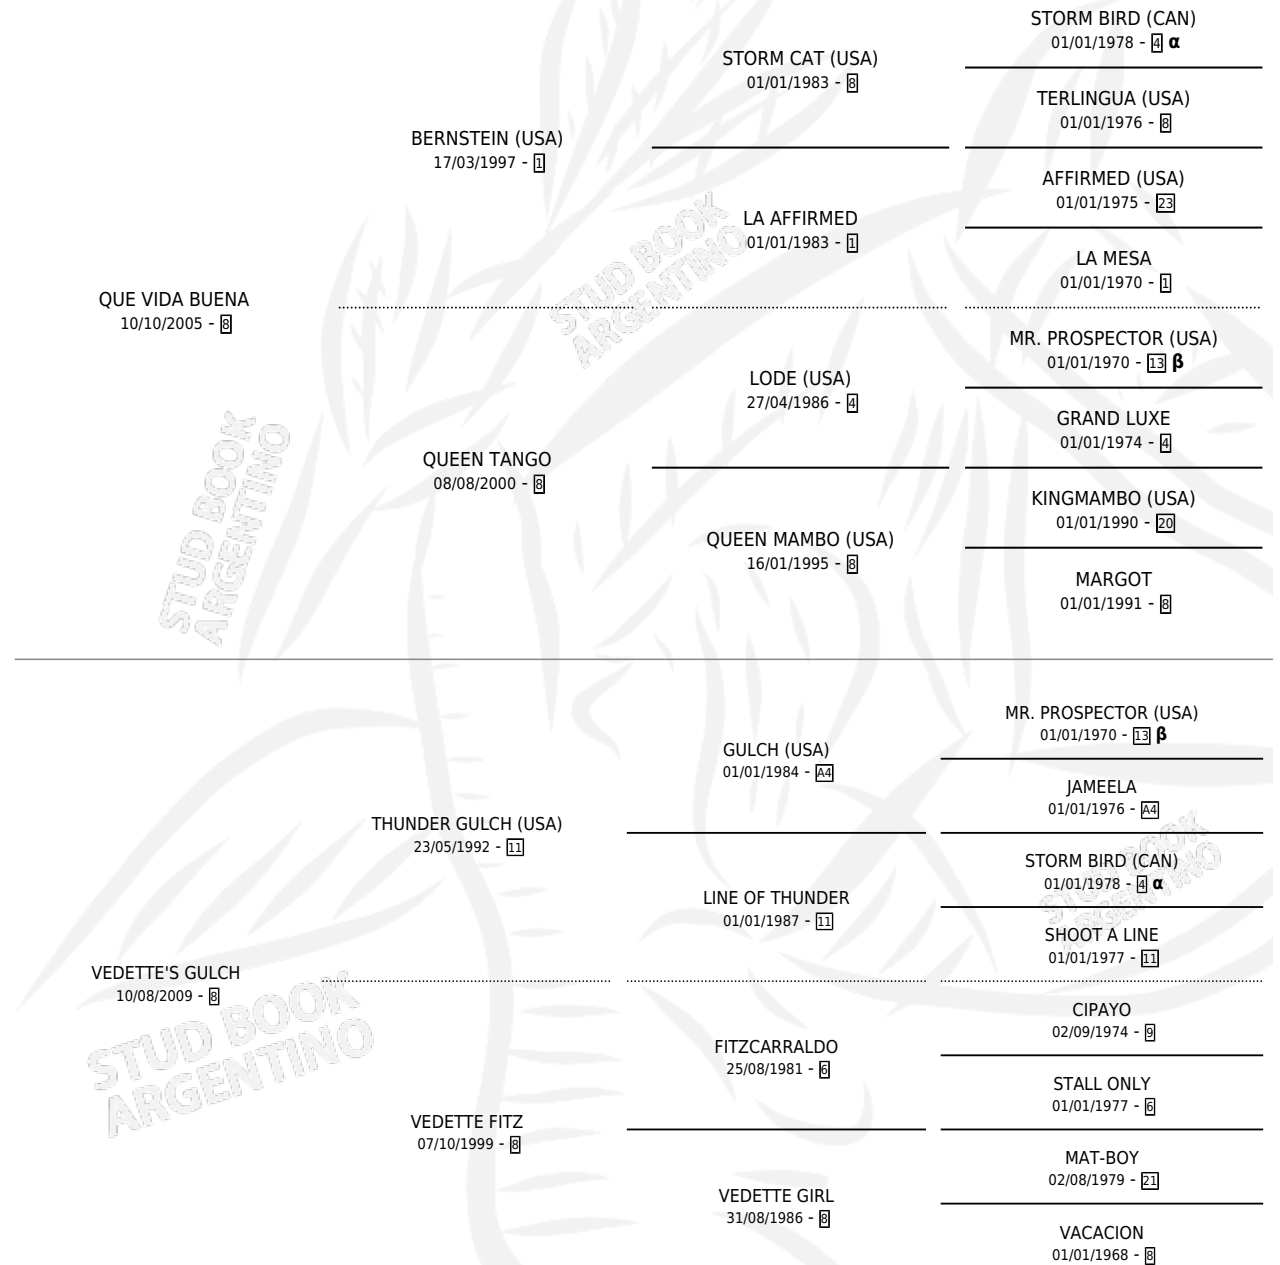 STORM BIRD (CAN)
01/01/1978 - 4 α
STORM CAT (USA)
01/01/1983 - 8
TERLINGUA (USA)
01/01/1976 - 8
BERNSTEIN (USA)
17/03/1997 - 1
AFFIRMED (USA)
01/01/1975 - 23
LA AFFIRMED
01/01/1983 - 1
LA MESA
01/01/1970 - 1
QUE VIDA BUENA
10/10/2005 - 8
MR. PROSPECTOR (USA)
01/01/1970 - 13 β
LODE (USA)
27/04/1986 - 4
GRAND LUXE
01/01/1974 - 4
QUEEN TANGO
08/08/2000 - 8
KINGMAMBO (USA)
01/01/1990 - 20
QUEEN MAMBO (USA)
16/01/1995 - 8
MARGOT
01/01/1991 - 8
MR. PROSPECTOR (USA)
01/01/1970 - 13 β
GULCH (USA)
01/01/1984 - A4
JAMEELA
01/01/1976 - A4
THUNDER GULCH (USA)
23/05/1992 - 11
STORM BIRD (CAN)
01/01/1978 - 4 α
LINE OF THUNDER
01/01/1987 - 11
SHOOT A LINE
01/01/1977 - 11
VEDETTE'S GULCH
10/08/2009 - 8
CIPAYO
02/09/1974 - 9
FITZCARRALDO
25/08/1981 - 6
STALL ONLY
01/01/1977 - 6
VEDETTE FITZ
07/10/1999 - 8
MAT-BOY
02/08/1979 - 21
VEDETTE GIRL
31/08/1986 - 8
VACACION
01/01/1968 - 8
STUD BOOK
ARGENTINO
STUD BOOK
ARGENTINO
STUD BOOK
ARGENTINO
STUD BOOK
ARGENTINO